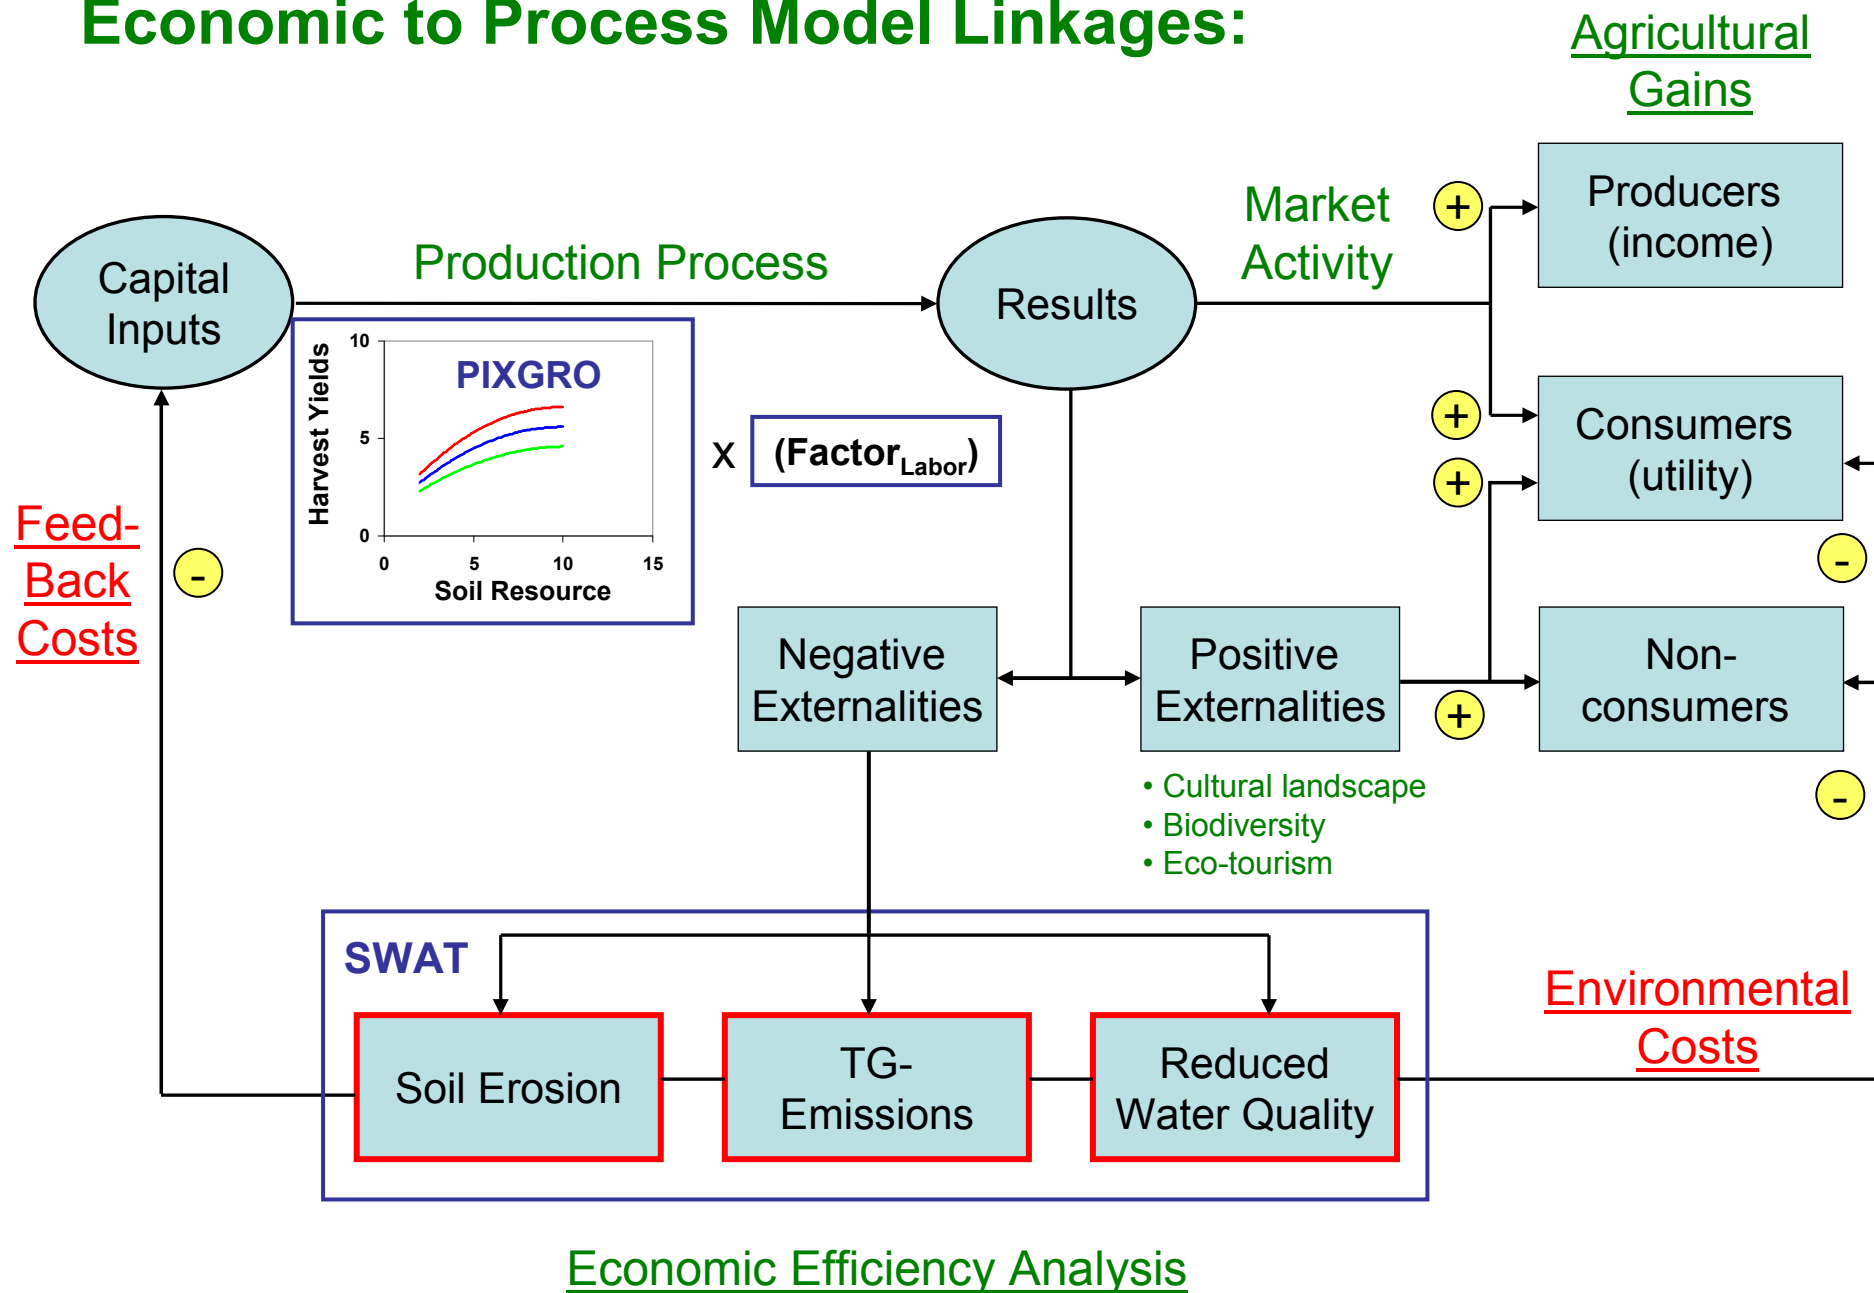 Economic to Process Model Linkages:
Agricultural
Gains
Capital
Inputs
Production Process
Results
Market
Activity
+
Producers
(income)
10
5
0
0
5
10
15
Harvest Yields
PIXGRO
Soil Resource
x
(Factor_Labor)
+
+
Consumers
(utility)
-
Feed-
Back
Costs
-
Negative
Externalities
Positive
Externalities
+
Non-
consumers
-
• Cultural landscape
• Biodiversity
• Eco-tourism
SWAT
Soil Erosion
TG-
Emissions
Reduced
Water Quality
Environmental
Costs
Economic Efficiency Analysis